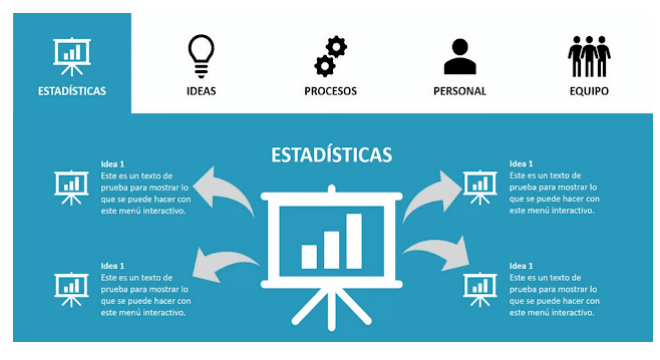 ESTADÍSTICAS
IDEAS
PROCESOS
PERSONAL
EQUIPO
ESTADÍSTICAS
Idea 1
Este es un texto de
prueba para mostrar lo
que se puede hacer con
este menú interactivo.
Idea 1
Este es un texto de
prueba para mostrar lo
que se puede hacer con
este menú interactivo.
Idea 1
Este es un texto de
prueba para mostrar lo
que se puede hacer con
este menú interactivo.
Idea 1
Este es un texto de
prueba para mostrar lo
que se puede hacer con
este menú interactivo.